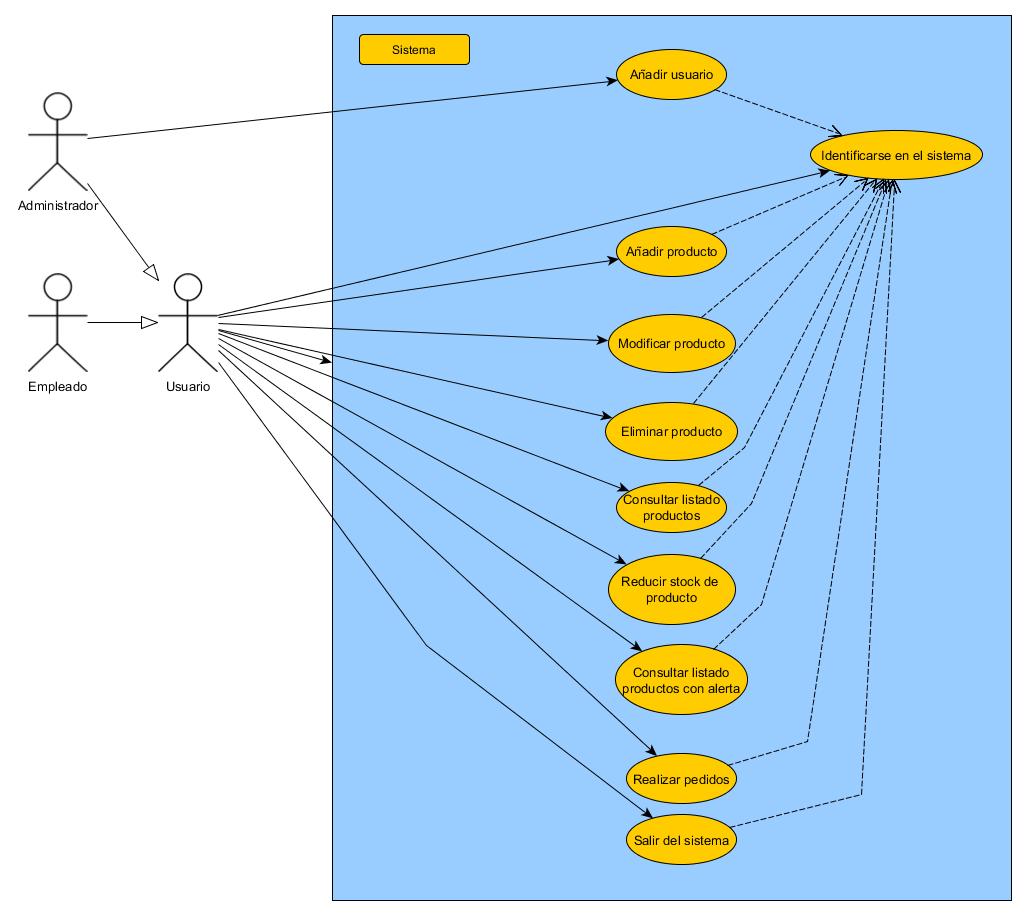 Sistema
Añadir usuario
Identificarse en el sistema
Administrador
Añadir producto
Modificar producto
Empleado
Usuario
Eliminar producto
Consultar listado
productos
Reducir stock de
producto
Consultar listado
productos con alerta
Realizar pedidos
Salir del sistema